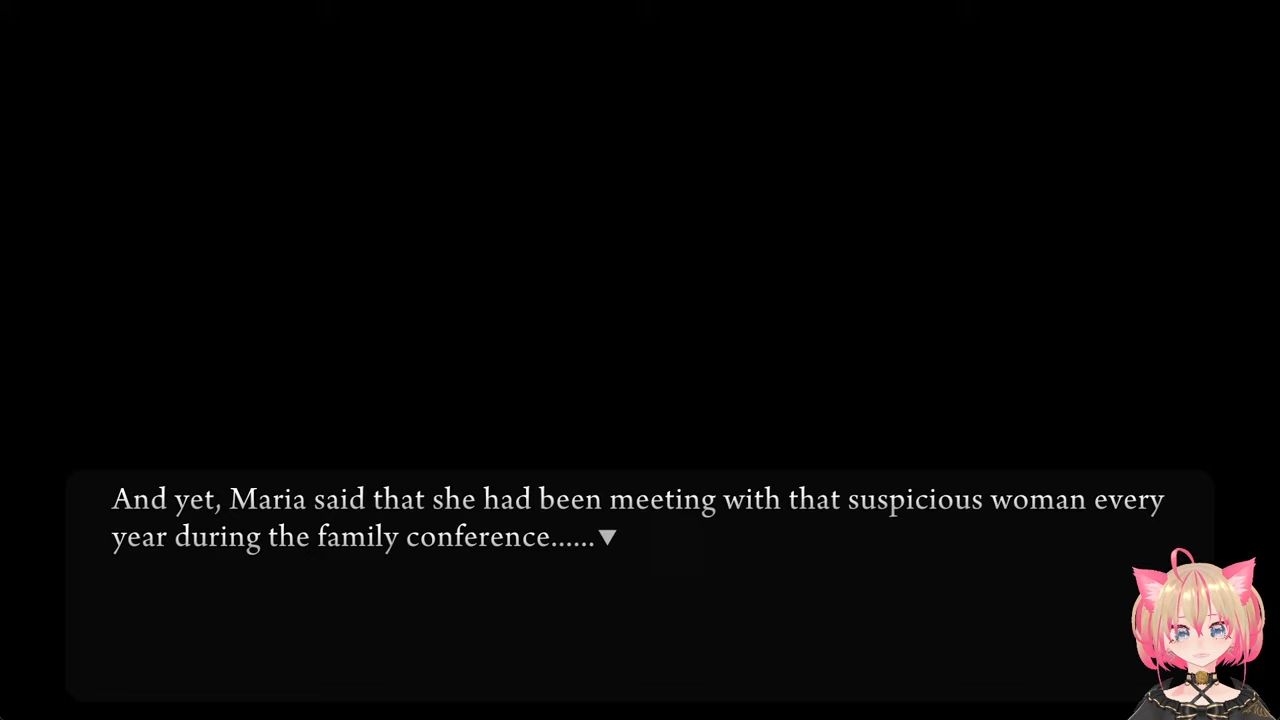 And yet, Maria said that she had been meeting with that suspicious woman every
year during the family conference......▼